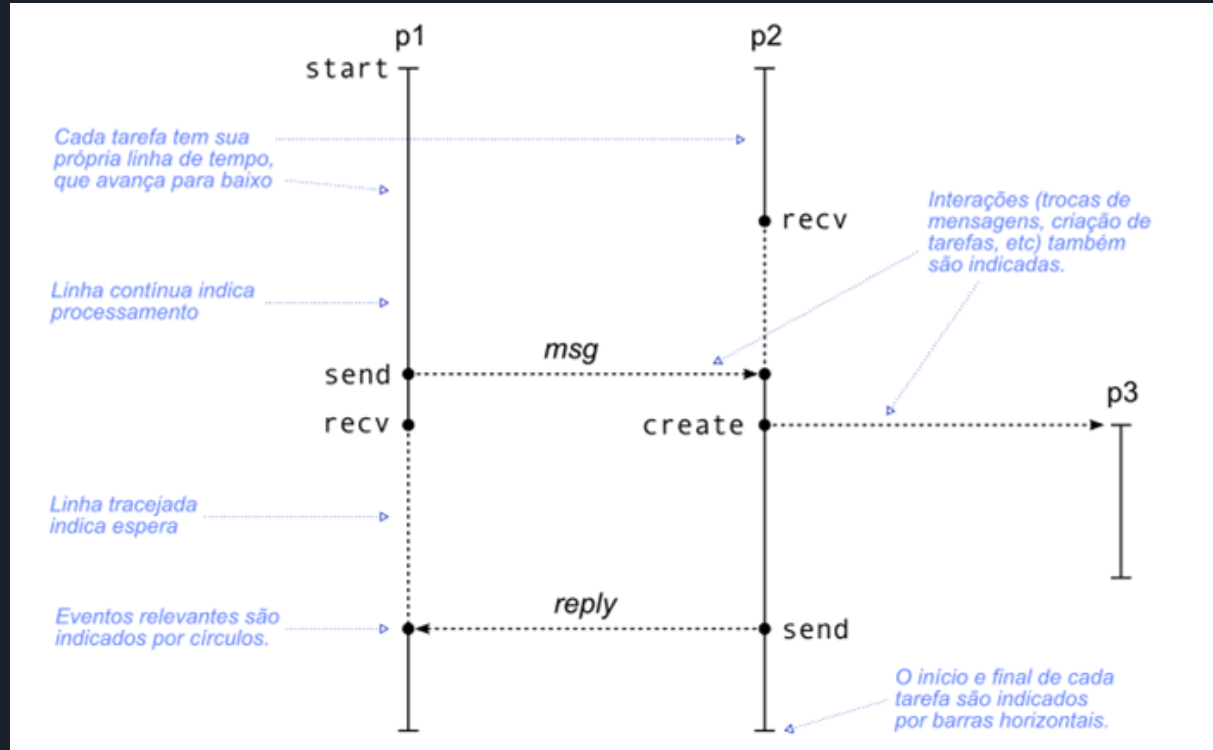 p1
p2
start
Cada tarefa tem sua
própria linha de tempo,
que avança para baixo
Interações (trocas de
mensagens, criação de
tarefas, etc) também
são indicadas.
recv
Linha contínua indica
processamento
msg
send
p3
recv
create
Linha tracejada
indica espera
reply
Eventos relevantes são
indicados por círculos.
send
O início e final de cada
tarefa são indicados
por barras horizontais.